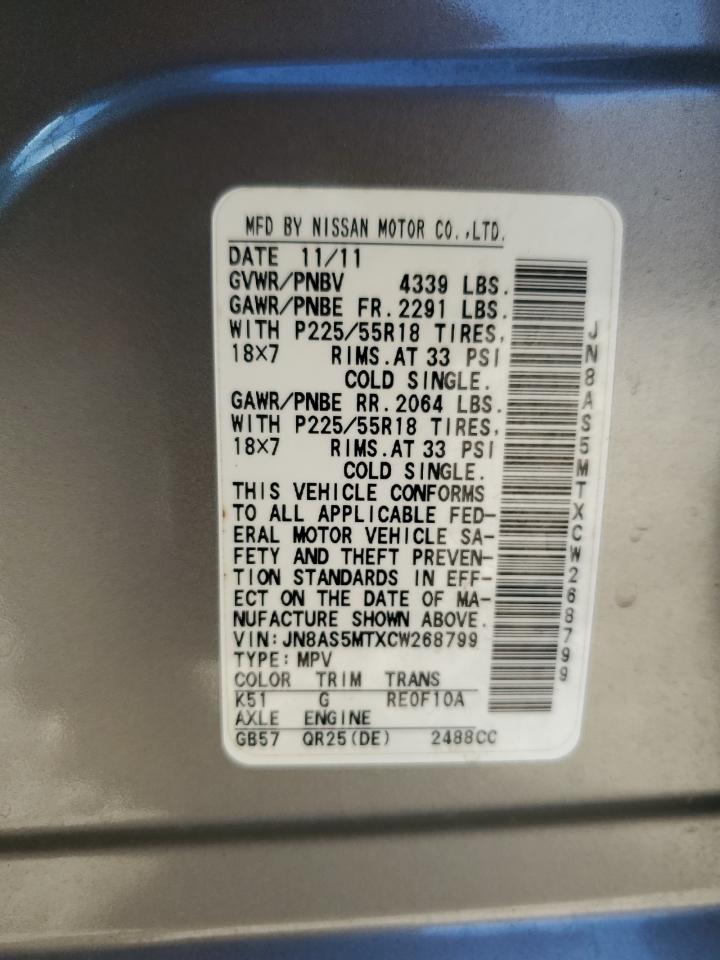 MFD BY NISSAN MOTOR CO.,LTD.
DATE 11/11
GVWR/PNBV 4339 LBS.
GAWR/PNBE FR.2291 LBS.
WITH P225/55R18 TIRES,
18X7 RIMS.AT 33 PSI
COLD SINGLE.
GAWR/PNBE RR.2064 LBS.
WITH P225/55R18 TIRES,
18X7 RIMS.AT 33 PSI
COLD SINGLE.
THIS VEHICLE CONFORMS
TO ALL APPLICABLE FED-
ERAL MOTOR VEHICLE SA-
FETY AND THEFT PREVEN-
TION STANDARDS IN EFF-
ECT ON THE DATE OF MA-
NUFACTURE SHOWN ABOVE.
VIN:JN8AS5MTXCW268799
TYPE:MPV
COLOR TRIM TRANS
K51 G RE0F10A
AXLE ENGINE
GB57 QR25(DE) 2488CC
JN8AS5MTXCW268799